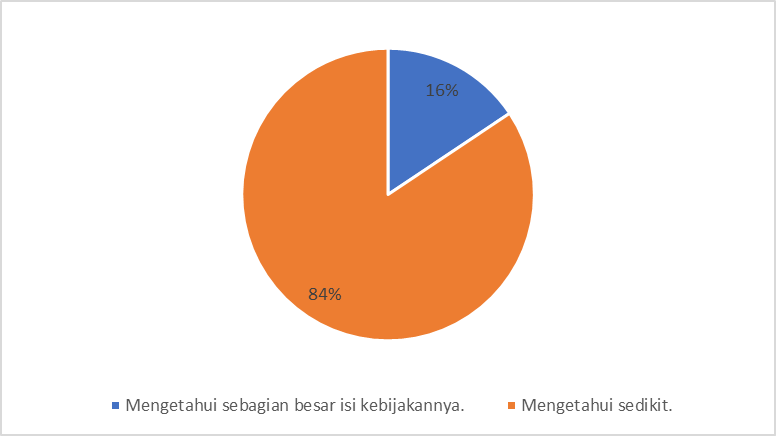 16%
84%
Mengetahui sebagian besar isi kebijakannya. Mengetahui sedikit.